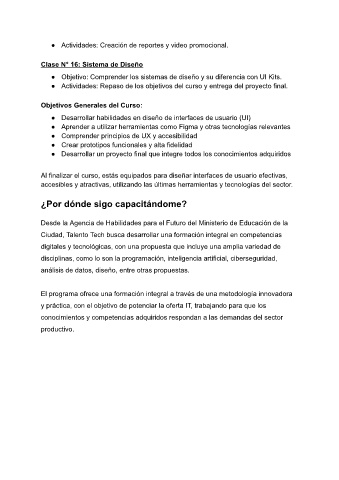 ● Actividades: Creación de reportes y video promocional.
Clase N° 16: Sistema de Diseño
● Objetivo: Comprender los sistemas de diseño y su diferencia con UI Kits.
● Actividades: Repaso de los objetivos del curso y entrega del proyecto final.
Objetivos Generales del Curso:
● Desarrollar habilidades en diseño de interfaces de usuario (UI)
● Aprender a utilizar herramientas como Figma y otras tecnologías relevantes
● Comprender principios de UX y accesibilidad
● Crear prototipos funcionales y alta fidelidad
● Desarrollar un proyecto final que integre todos los conocimientos adquiridos
Al finalizar el curso, estás equipados para diseñar interfaces de usuario efectivas,
accesibles y atractivas, utilizando las últimas herramientas y tecnologías del sector.
¿Por dónde sigo capacitándome?
Desde la Agencia de Habilidades para el Futuro del Ministerio de Educación de la
Ciudad, Talento Tech busca desarrollar una formación integral en competencias
digitales y tecnológicas, con una propuesta que incluye una amplia variedad de
disciplinas, como lo son la programación, inteligencia artificial, ciberseguridad,
análisis de datos, diseño, entre otras propuestas.
El programa ofrece una formación integral a través de una metodología innovadora
y práctica, con el objetivo de potenciar la oferta IT, trabajando para que los
conocimientos y competencias adquiridos respondan a las demandas del sector
productivo.